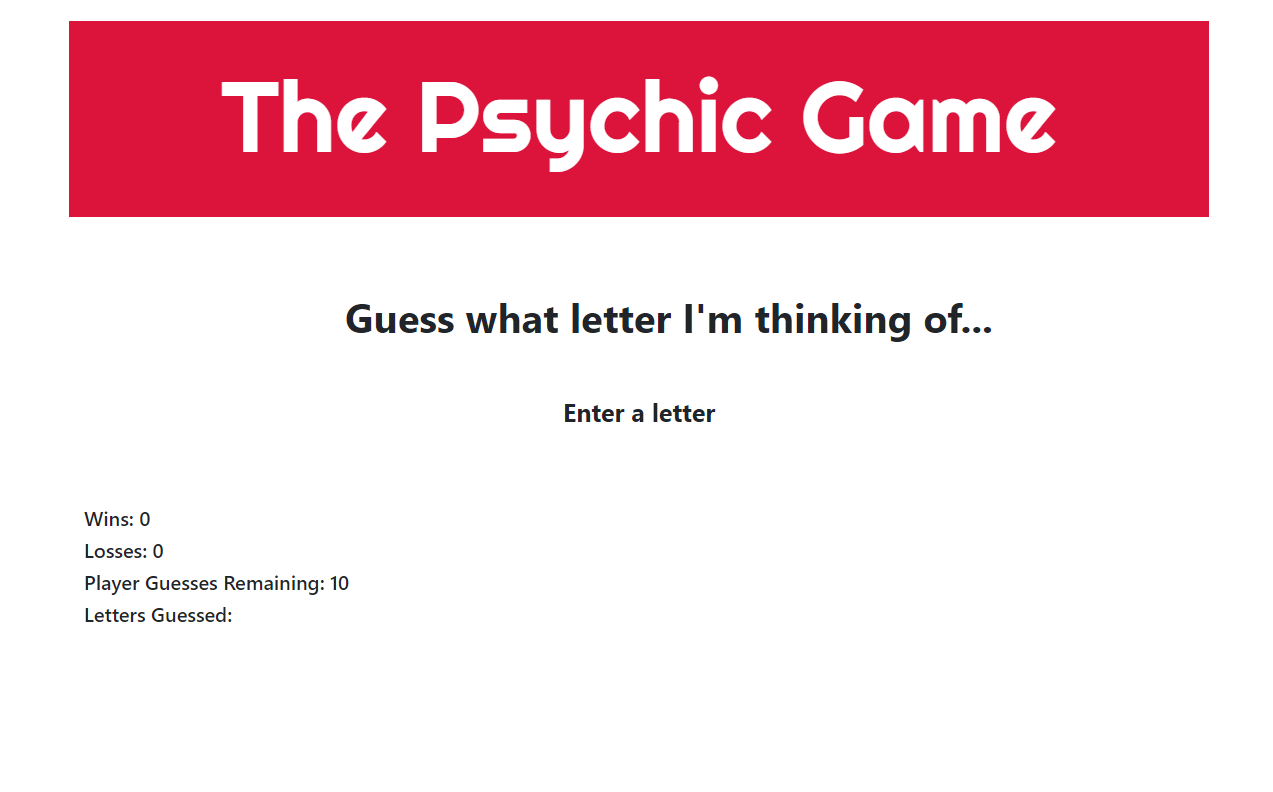 The Psychic Game
Guess what letter I'm thinking of...
Enter a letter
Wins: 0
Losses: 0
Player Guesses Remaining: 10
Letters Guessed: